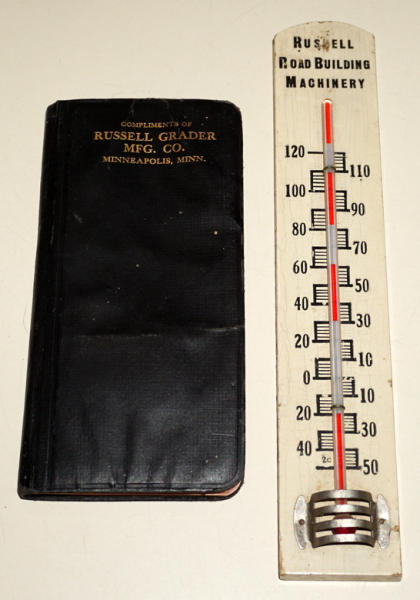 COMPLIMENTS OF
RUSSELL GRADER
MFG. CO.
MINNEAPOLIS, MINN.
RUSSELL
ROAD BUILDING
MACHINERY
120
110
100
90
80
70
60
50
40
30
20
10
0
10
20
30
40
50